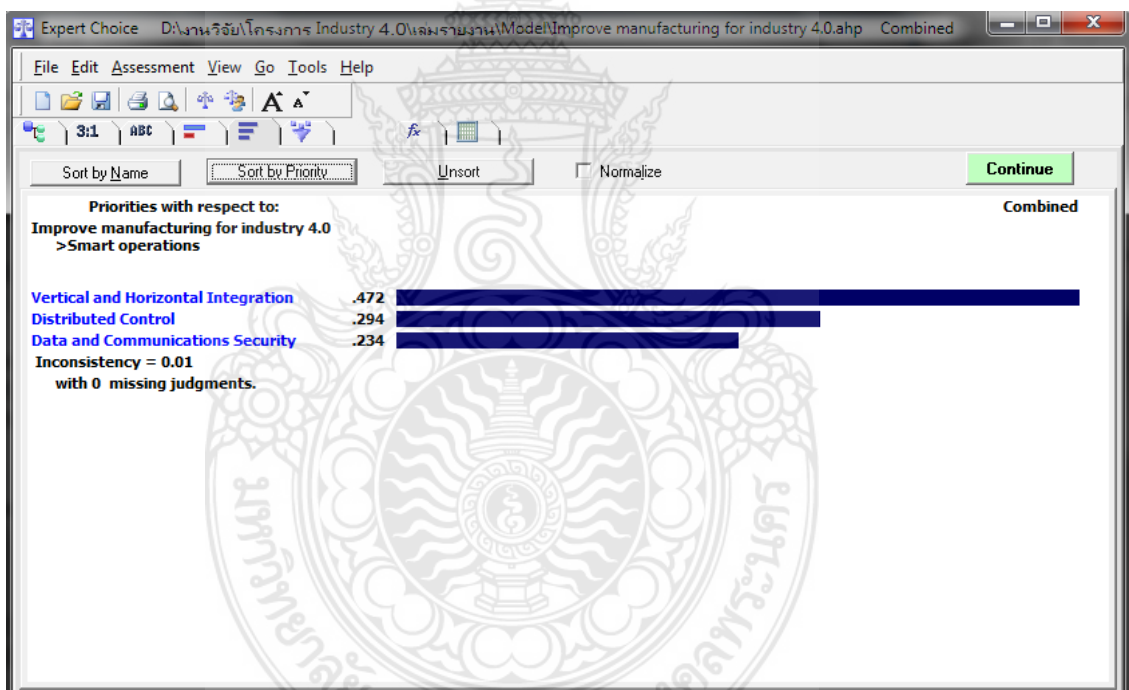 Expert Choice D:\งานวิจัย\โครงการ Industry 4.0\เล่มรายงาน\Model\Improve manufacturing for industry 4.0.ahp Combined
File Edit Assessment View Go Tools Help
A A
3:1 ABC fx
Sort by Name Sort by Priority Unsort Normalize Continue
Priorities with respect to: Combined
Improve manufacturing for industry 4.0
>Smart operations
Vertical and Horizontal Integration .472
Distributed Control .294
Data and Communications Security .234
Inconsistency = 0.01
with 0 missing judgments.